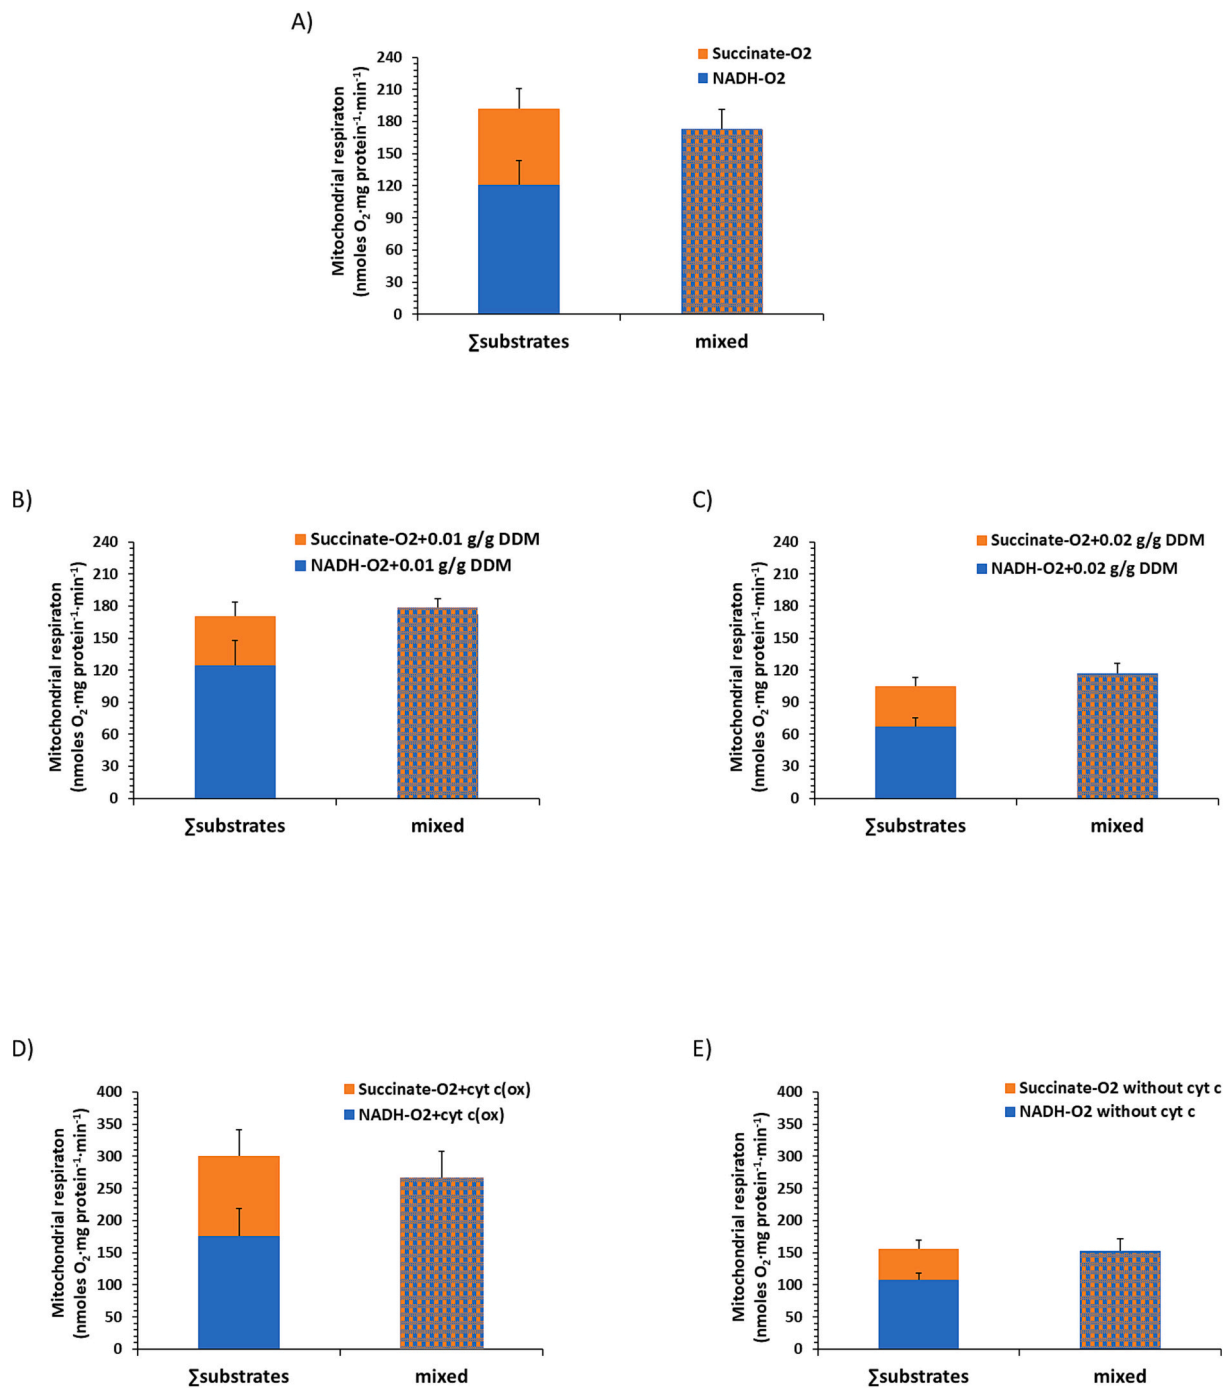 A)
Succinate-O2
NADH-O2
Mitochondrial respiraton
(nmoles O₂·mg protein⁻¹·min⁻¹)
240
210
180
150
120
90
60
30
0
∑substrates
mixed
B)
Succinate-O2+0.01 g/g DDM
NADH-O2+0.01 g/g DDM
Mitochondrial respiraton
(nmoles O₂·mg protein⁻¹·min⁻¹)
240
210
180
150
120
90
60
30
0
∑substrates
mixed
C)
Succinate-O2+0.02 g/g DDM
NADH-O2+0.02 g/g DDM
Mitochondrial respiraton
(nmoles O₂·mg protein⁻¹·min⁻¹)
240
210
180
150
120
90
60
30
0
∑substrates
mixed
D)
Succinate-O2+cyt c(ox)
NADH-O2+cyt c(ox)
Mitochondrial respiraton
(nmoles O₂·mg protein⁻¹·min⁻¹)
400
350
300
250
200
150
100
50
0
∑substrates
mixed
E)
Succinate-O2 without cyt c
NADH-O2 without cyt c
Mitochondrial respiraton
(nmoles O₂·mg protein⁻¹·min⁻¹)
400
350
300
250
200
150
100
50
0
∑substrates
mixed